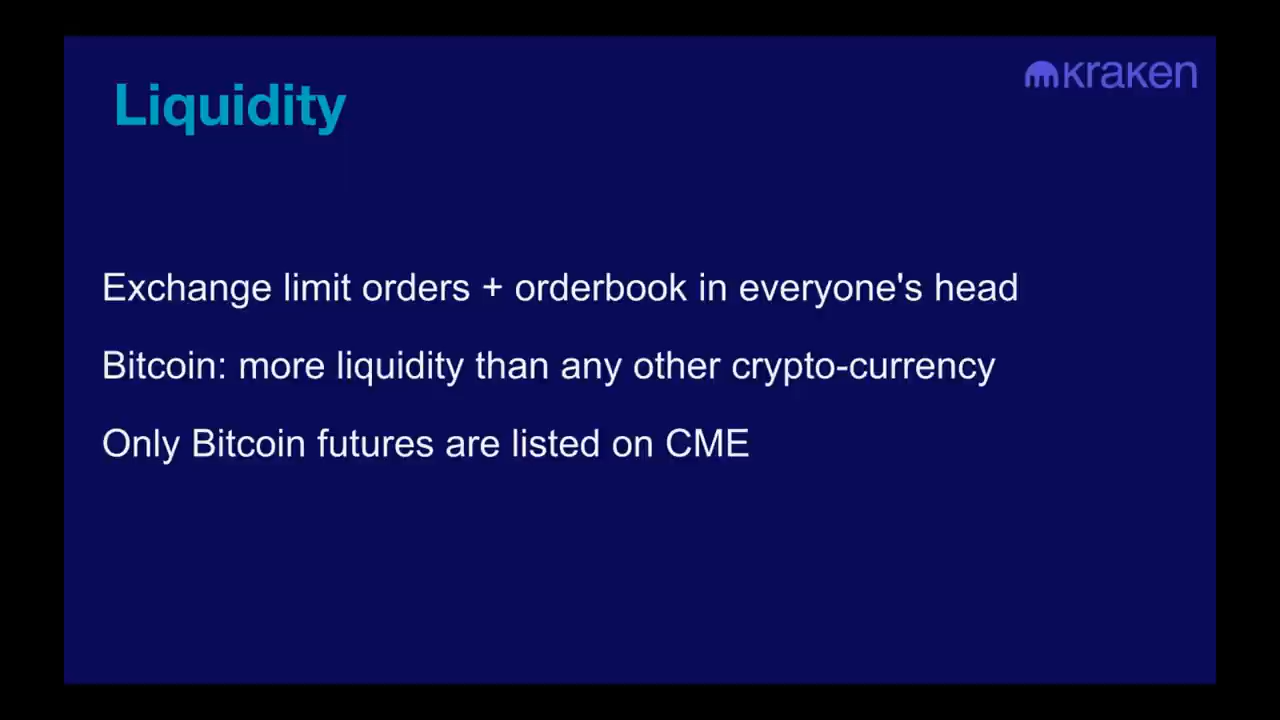 Liquidity
kraken
Exchange limit orders + orderbook in everyone's head
Bitcoin: more liquidity than any other crypto-currency
Only Bitcoin futures are listed on CME